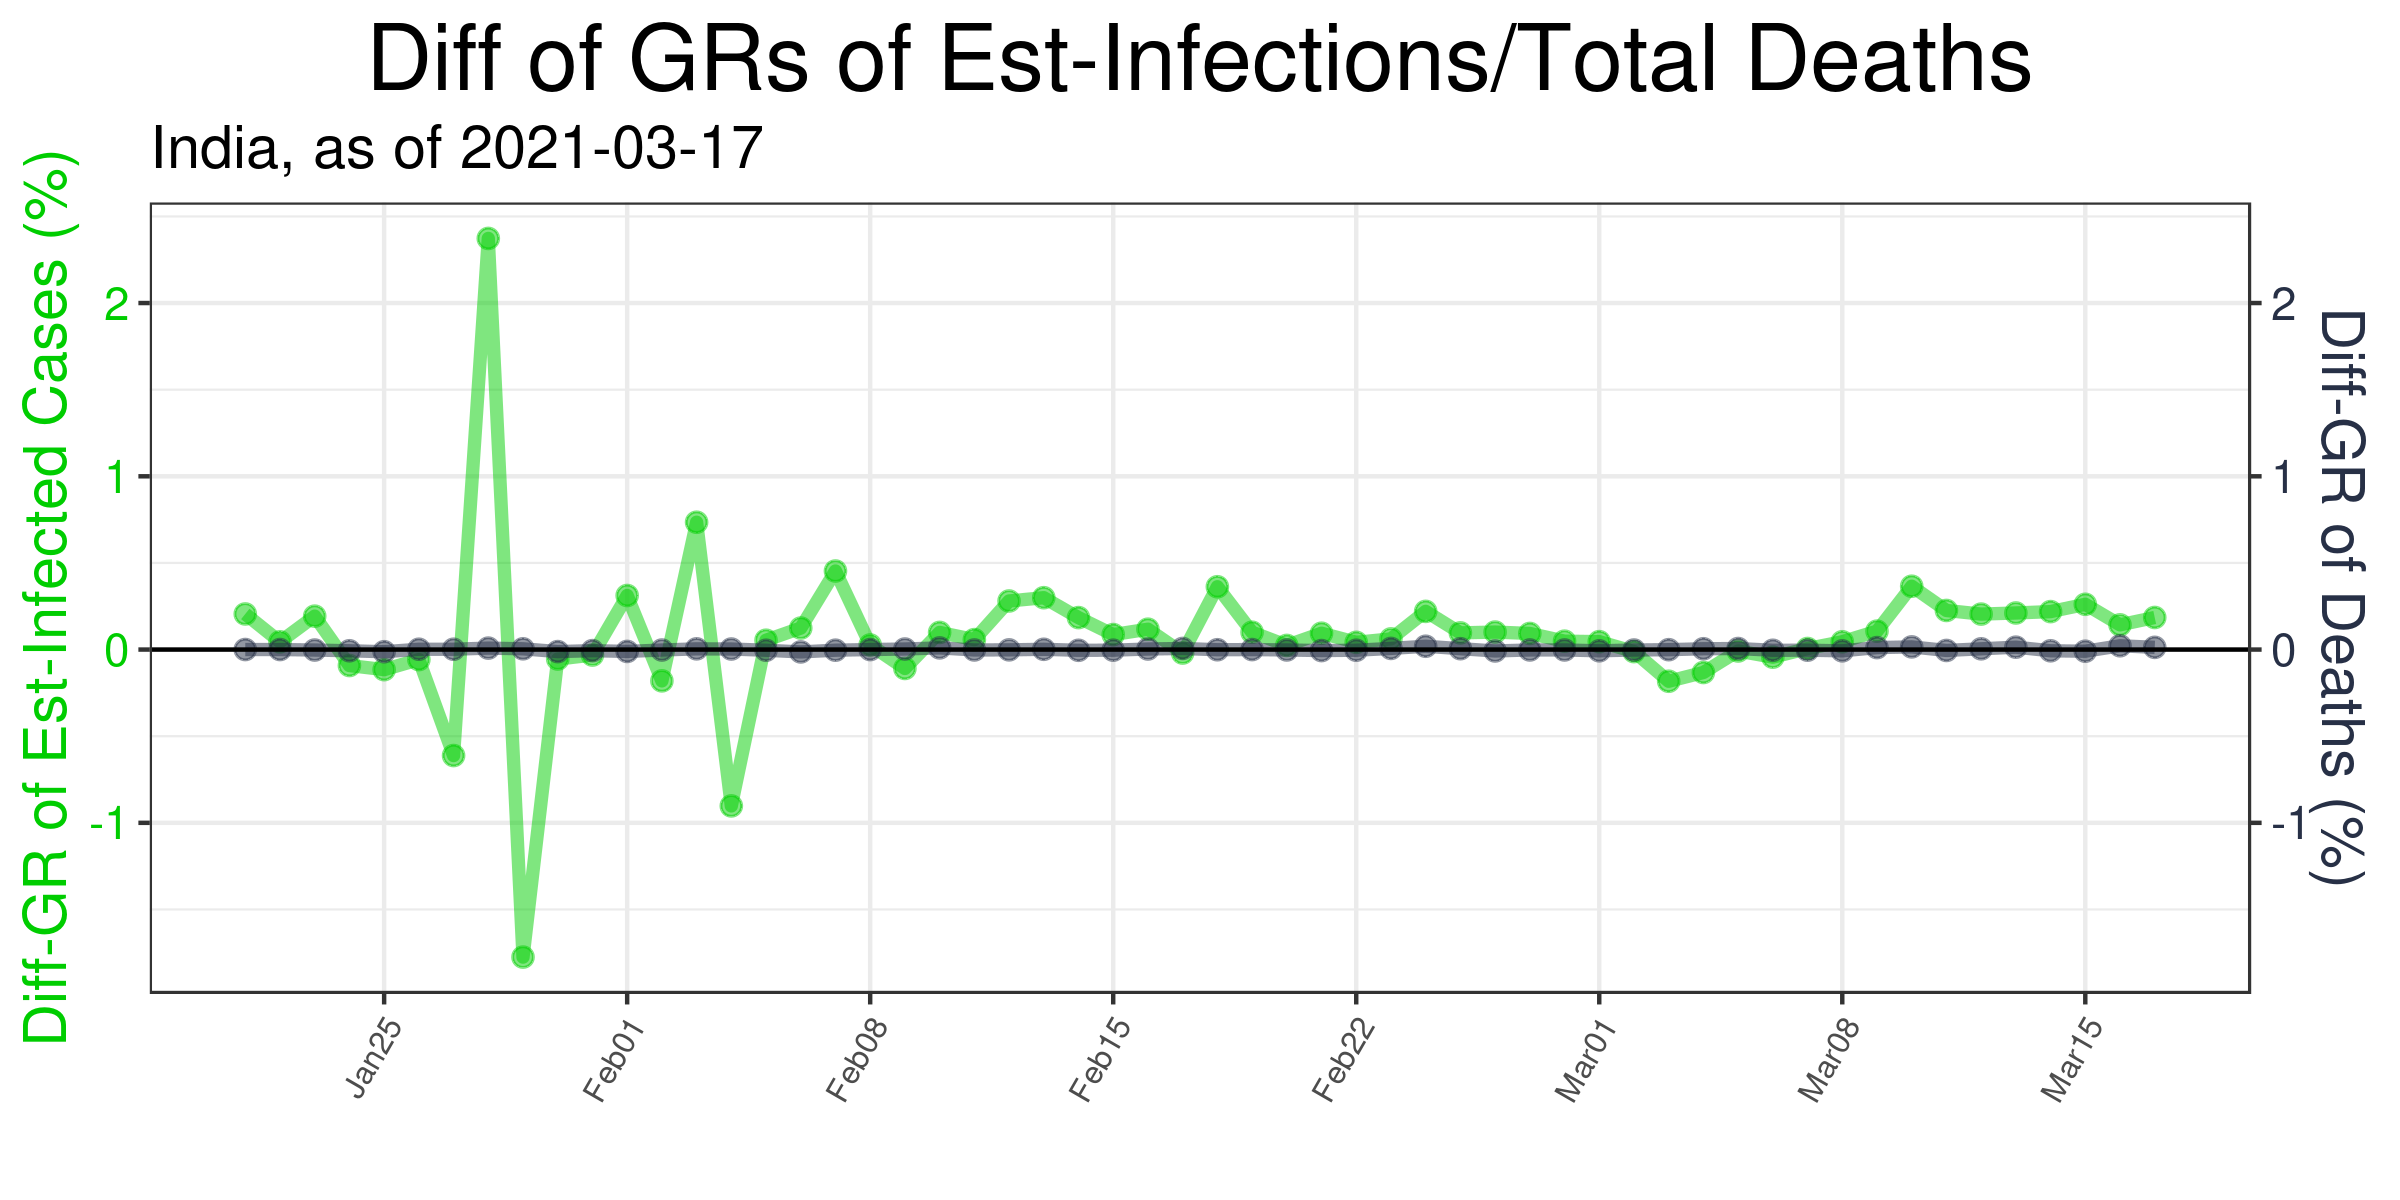 Diff of GRs of Est-Infections/Total Deaths
India, as of 2021-03-17
Diff-GR of Est-Infected Cases (%)
2
1
0
-1
2
1
0
-1
Diff-GR of Deaths (%)
Jan25
Feb01
Feb08
Feb15
Feb22
Mar01
Mar08
Mar15